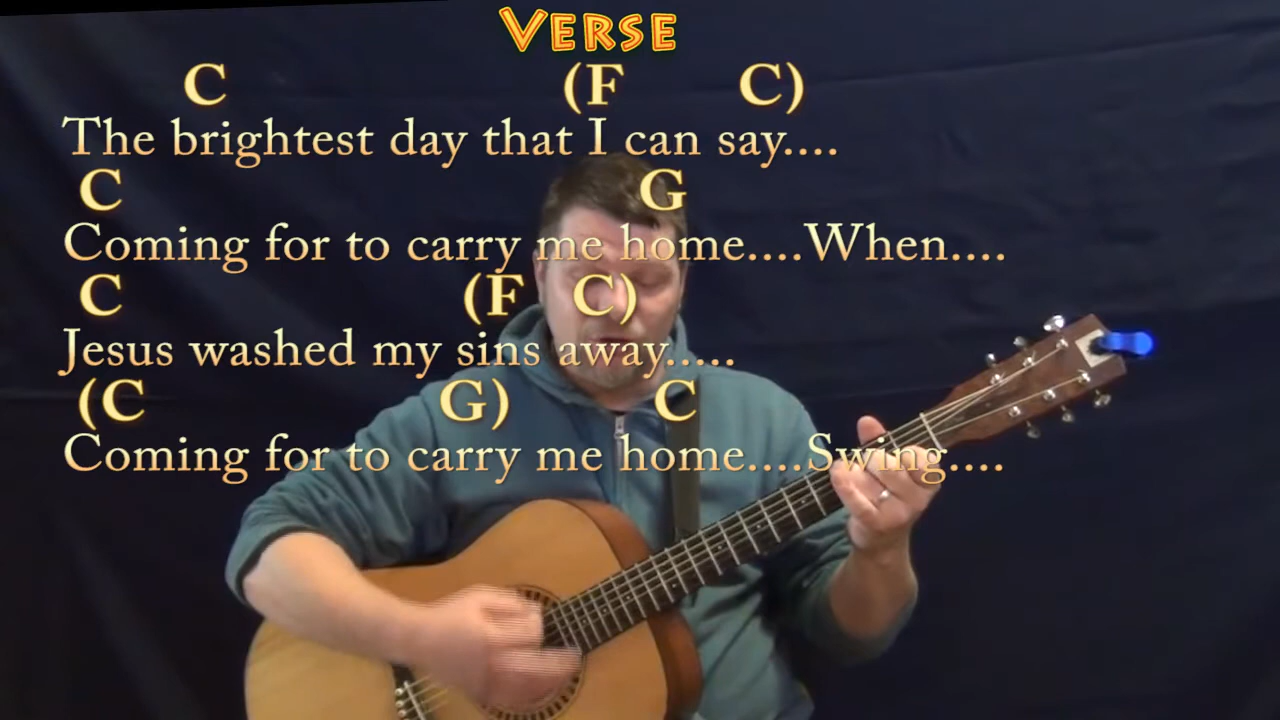 VERSE
C (F C)
The brightest day that I can say....
C G
Coming for to carry me home....When....
C (F C)
Jesus washed my sins away.....
(C G) C
Coming for to carry me home....Swing....